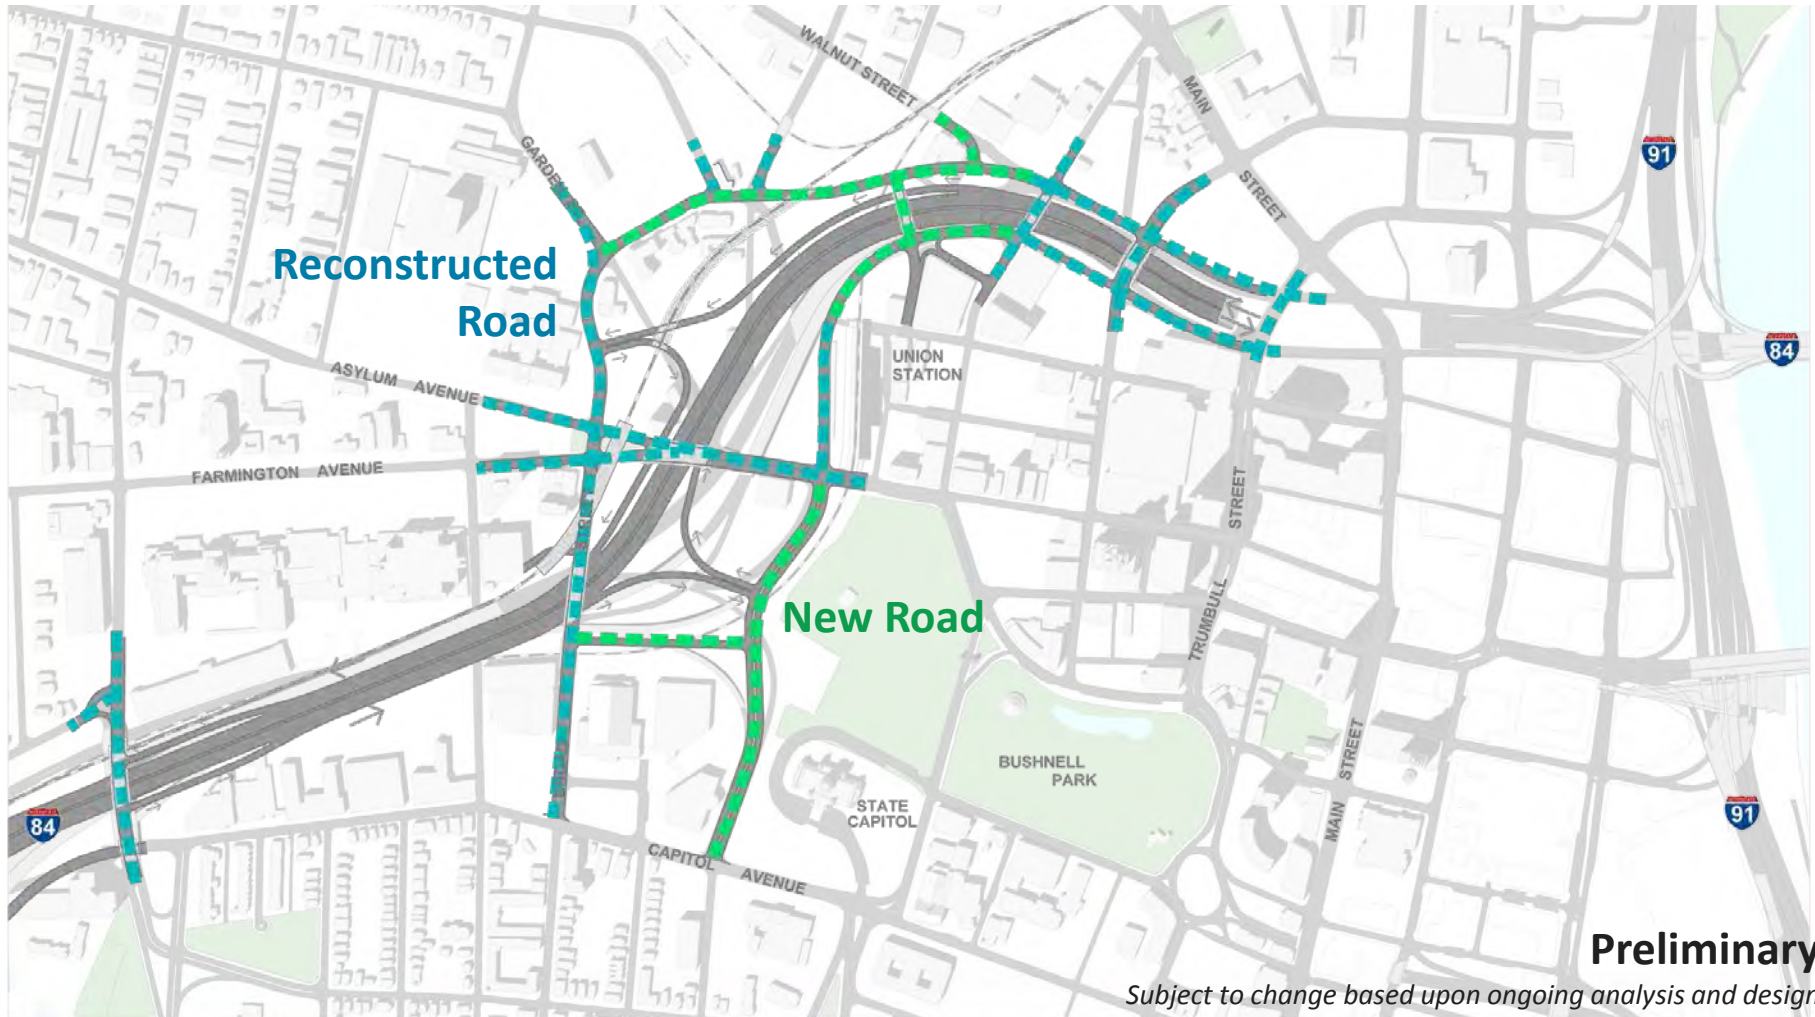 WALNUT STREET
MAIN
STREET
91
GARDEN
Reconstructed
Road
UNION
STATION
84
ASYLUM AVENUE
FARMINGTON AVENUE
STREET
TRUMBULL
New Road
BUSHNELL
PARK
STATE
CAPITOL
STREET
MAIN
84
91
CAPITOL AVENUE
Preliminary
Subject to change based upon ongoing analysis and design